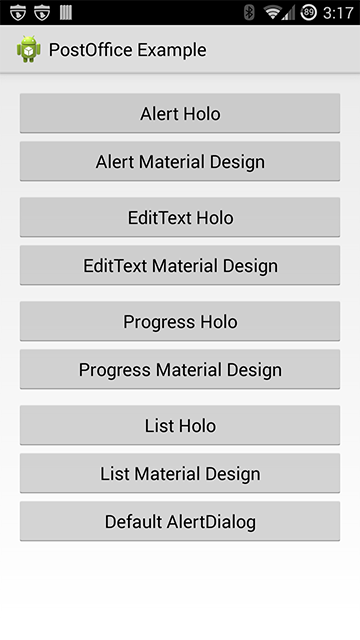 89 3:17
PostOffice Example
Alert Holo
Alert Material Design
EditText Holo
EditText Material Design
Progress Holo
Progress Material Design
List Holo
List Material Design
Default AlertDialog